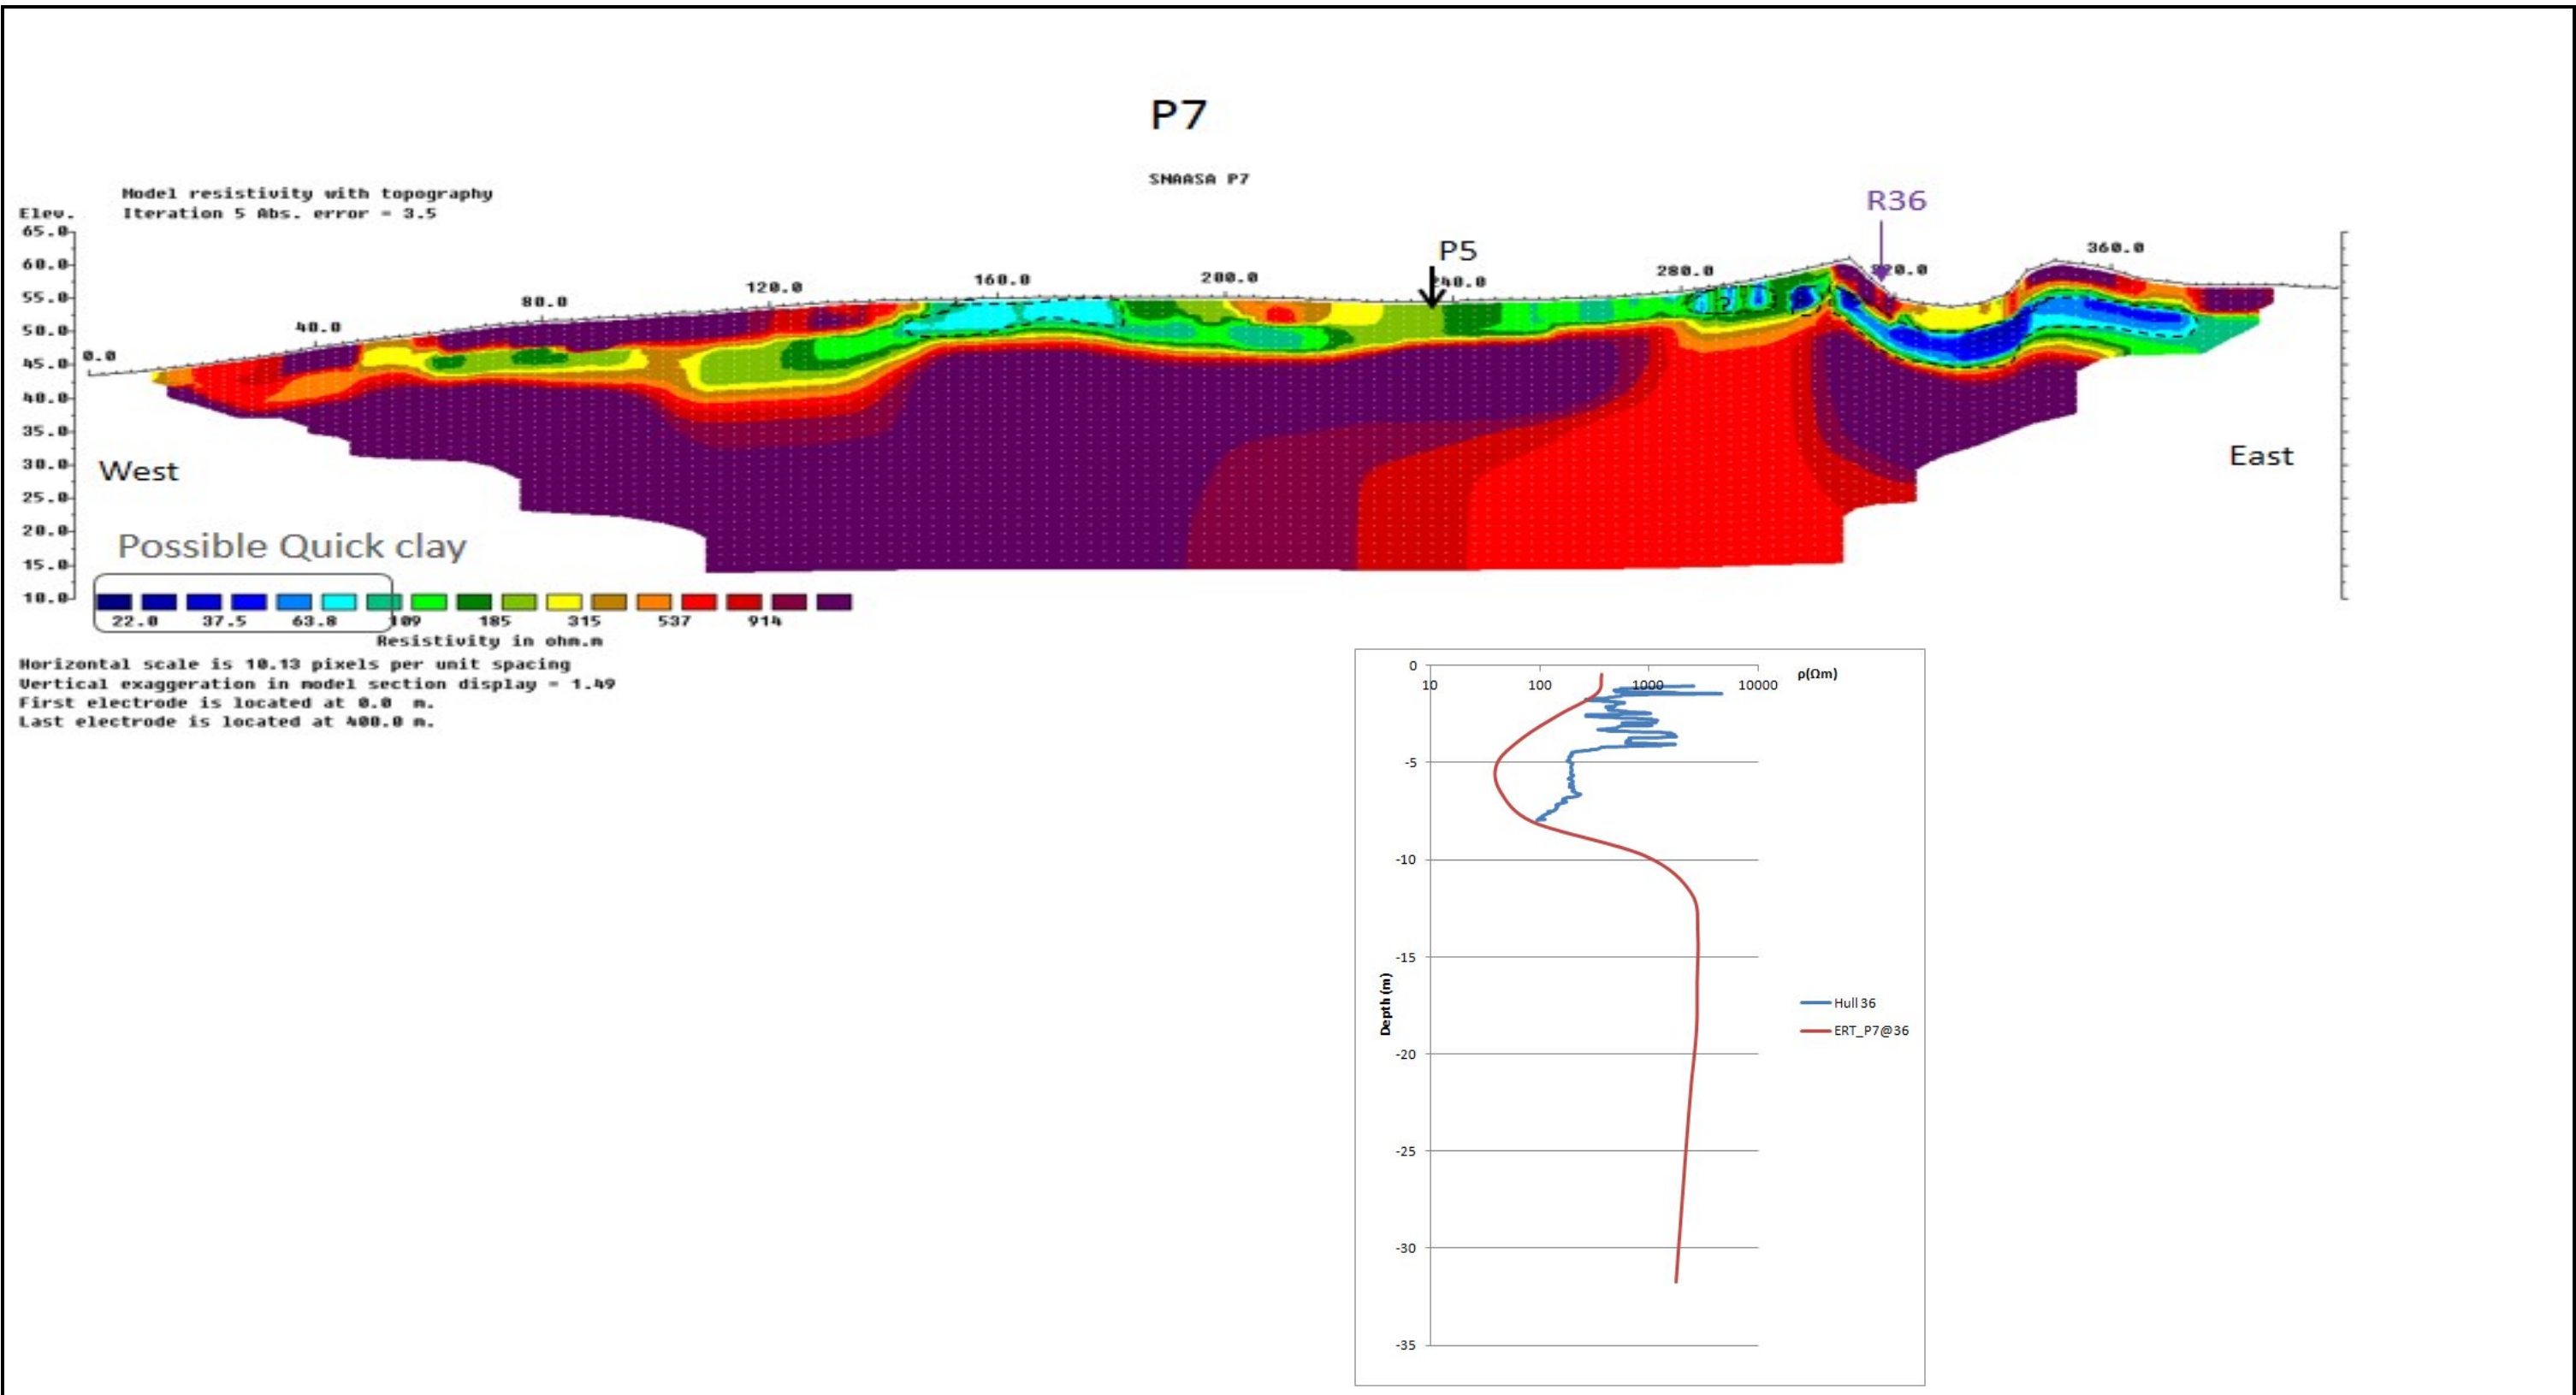 P7
SNAASA P7
Model resistivity with topography
Elev. Iteration 5 Abs. error = 3.5
R36
P5
65.0
60.0
55.0
50.0
45.0
40.0
35.0
30.0
25.0
20.0
15.0
10.0
0.0 40.0 80.0 120.0 160.0 200.0 240.0 280.0 320.0 360.0
?
West
East
Possible Quick clay
22.0 37.5 63.8 109 185 315 537 914
Resistivity in ohm.m
Horizontal scale is 10.13 pixels per unit spacing
Vertical exaggeration in model section display = 1.49
First electrode is located at 0.0 m.
Last electrode is located at 400.0 m.
10 100 1000 10000 ρ(Ωm)
0
-5
-10
-15
-20
-25
-30
-35
Depth (m)
Hull 36
ERT_P7@36